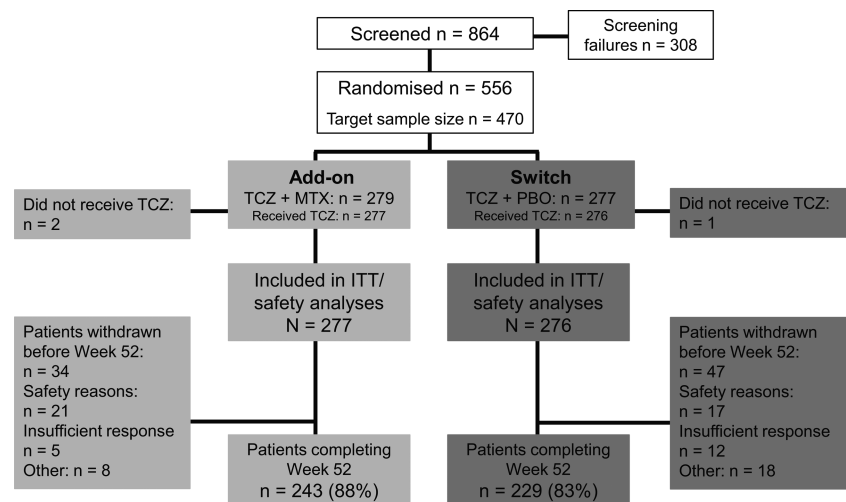 Screened n = 864
Screening
failures n = 308
Randomised n = 556
Target sample size n = 470
Add-on
TCZ + MTX: n = 279
Received TCZ: n = 277
Switch
TCZ + PBO: n = 277
Received TCZ: n = 276
Did not receive TCZ:
n = 2
Did not receive TCZ:
n = 1
Included in ITT/
safety analyses
N = 277
Included in ITT/
safety analyses
N = 276
Patients withdrawn
before Week 52:
n = 34
Safety reasons:
n = 21
Insufficient response
n = 5
Other: n = 8
Patients withdrawn
before Week 52:
n = 47
Safety reasons:
n = 17
Insufficient response
n = 12
Other: n = 18
Patients completing
Week 52
n = 243 (88%)
Patients completing
Week 52
n = 229 (83%)